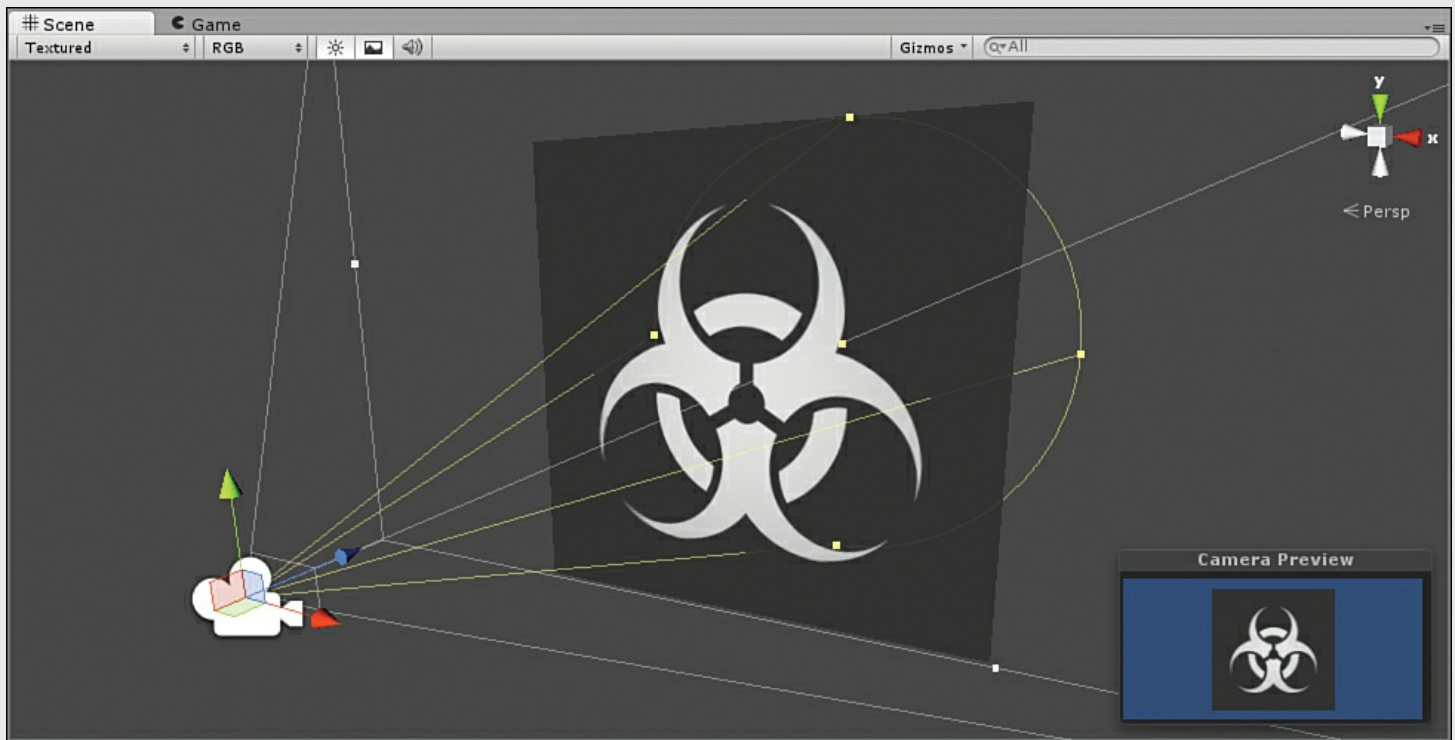 Scene
Game
Textured
RGB
Gizmos
All
y
x
Persp
Camera Preview